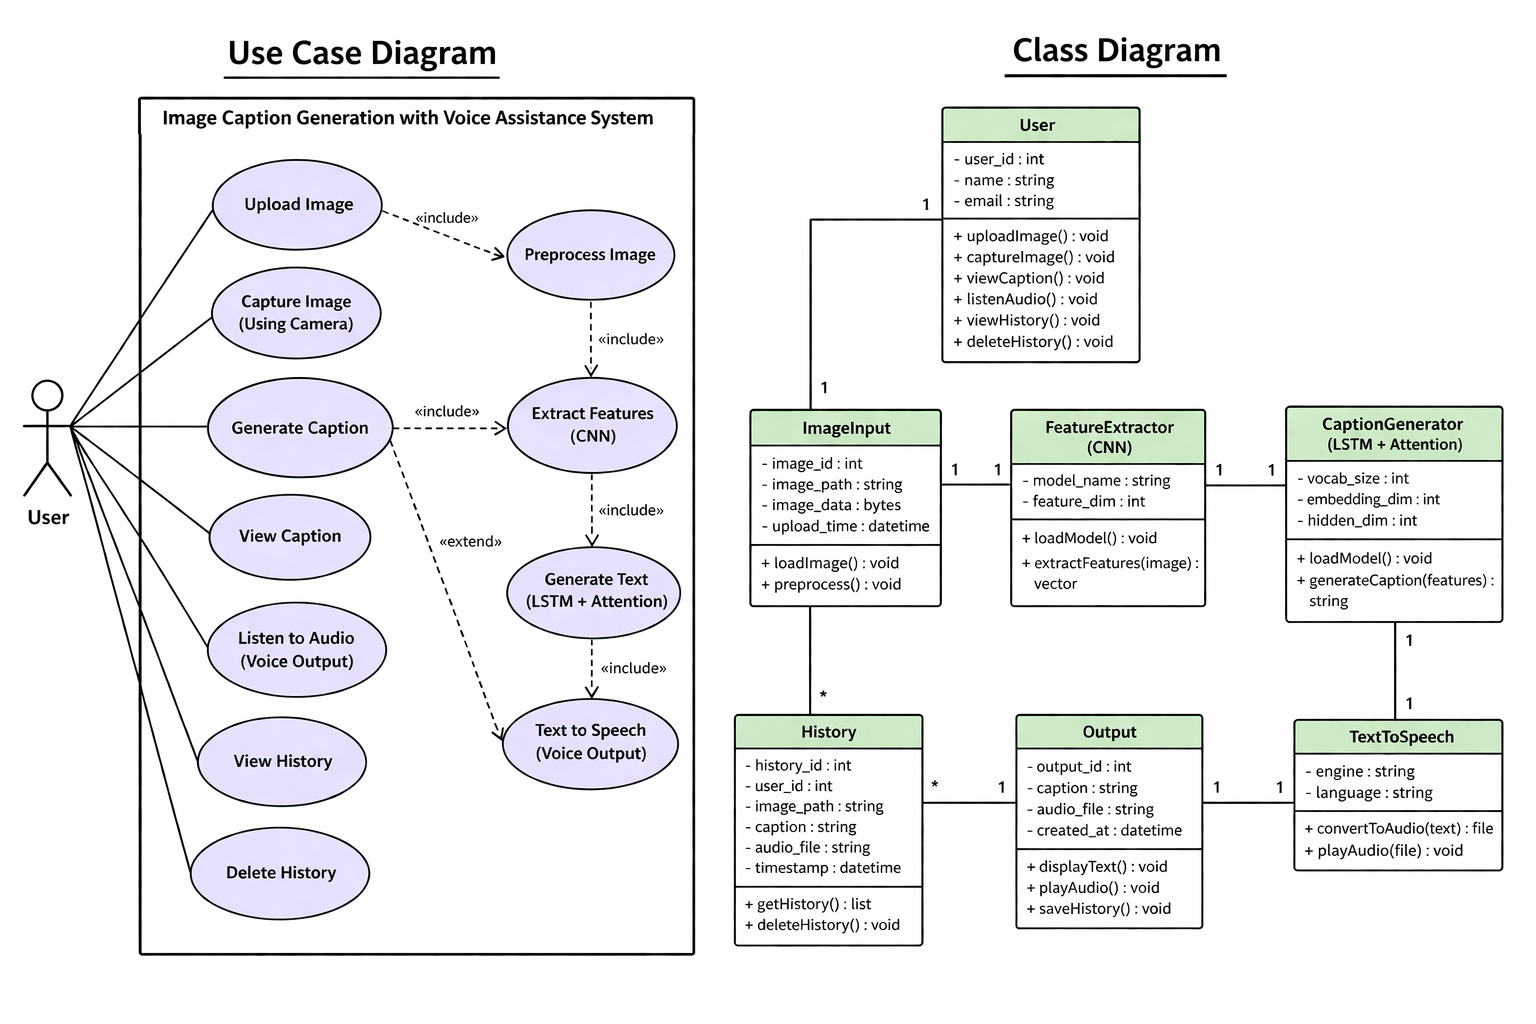 Use Case Diagram
Image Caption Generation with Voice Assistance System
Upload Image
«include»
Preprocess Image
Capture Image
(Using Camera)
«include»
Generate Caption
«include»
Extract Features
(CNN)
User
View Caption
«extend»
«include»
Generate Text
(LSTM + Attention)
Listen to Audio
(Voice Output)
«include»
Text to Speech
(Voice Output)
View History
Delete History
Class Diagram
User
- user_id : int
- name : string
- email : string
+ uploadImage() : void
+ captureImage() : void
+ viewCaption() : void
+ listenAudio() : void
+ viewHistory() : void
+ deleteHistory() : void
1
1
ImageInput
- image_id : int
- image_path : string
- image_data : bytes
- upload_time : datetime
+ loadImage() : void
+ preprocess() : void
1 1
FeatureExtractor
(CNN)
- model_name : string
- feature_dim : int
+ loadModel() : void
+ extractFeatures(image) :
vector
1 1
CaptionGenerator
(LSTM + Attention)
- vocab_size : int
- embedding_dim : int
- hidden_dim : int
+ loadModel() : void
+ generateCaption(features) :
string
1
1
*
History
- history_id : int
- user_id : int
- image_path : string
- caption : string
- audio_file : string
- timestamp : datetime
+ getHistory() : list
+ deleteHistory() : void
* 1
Output
- output_id : int
- caption : string
- audio_file : string
- created_at : datetime
+ displayText() : void
+ playAudio() : void
+ saveHistory() : void
1 1
TextToSpeech
- engine : string
- language : string
+ convertToAudio(text) : file
+ playAudio(file) : void